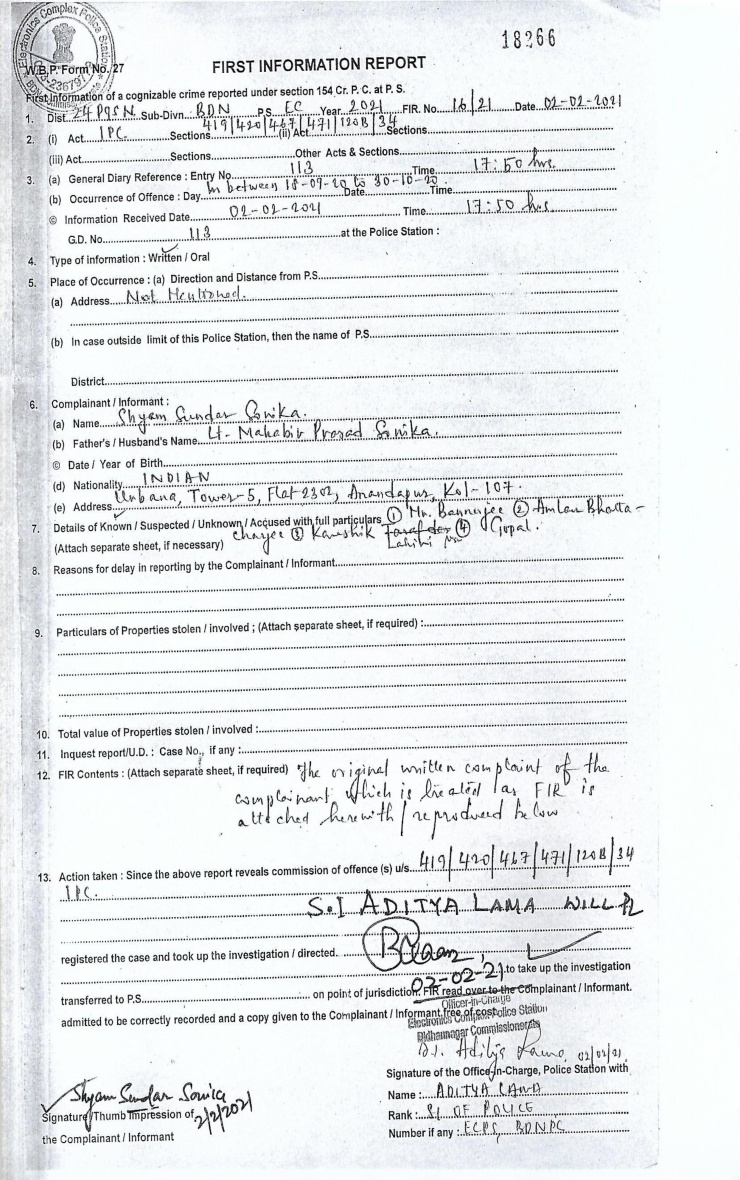 18266
Electronics Complex Police Station
W.B.P. Form No. 27
FIRST INFORMATION REPORT
First Information of a cognizable crime reported under section 154 Cr. P. C. at P. S.
1. Dist. 24 PGS N Sub-Divn. BDN P.S. EC Year 2021 FIR. No. 16/21 Date 02-02-2021
419/420/467/471/120B/34
2. (i) Act IPC Sections (ii) Act Sections
(iii) Act Sections Other Acts & Sections
3. (a) General Diary Reference : Entry No. 113 Time 17:50 hrs.
In between 18-09-20 to 30-10-20
(b) Occurrence of Offence : Day Date Time
© Information Received Date 02-02-2021 Time 17:50 hrs
G.D. No. 113 at the Police Station :
4. Type of information : Written / Oral
5. Place of Occurrence : (a) Direction and Distance from P.S.
(a) Address Not Mentioned.
(b) In case outside limit of this Police Station, then the name of P.S.
District
6. Complainant / Informant :
(a) Name Shyam Sundar Sonika.
(b) Father's / Husband's Name Lt. Mahabir Prosad Sonika.
© Date / Year of Birth
(d) Nationality INDIAN
(e) Address Urbana, Tower-5, Flat 2302, Anandapur, Kol-107.
7. Details of Known / Suspected / Unknown / Accused with full particulars ① Mr. Bannerjee ② Amlan Bhatta-
(Attach separate sheet, if necessary) charjee ③ Kaushik Tarafdar ④ Gopal.
Lahiri
8. Reasons for delay in reporting by the Complainant / Informant
9. Particulars of Properties stolen / involved ; (Attach separate sheet, if required) :
10. Total value of Properties stolen / involved :
11. Inquest report/U.D. : Case No., if any :
12. FIR Contents : (Attach separate sheet, if required) The original written complaint of the
complainant which is treated as FIR is
attached herewith / reproduced below
13. Action taken : Since the above report reveals commission of offence (s) u/s. 419/420/467/471/120B/34
IPC.
S.I ADITYA LAMA WILL Pl
registered the case and took up the investigation / directed.
02-02-21 to take up the investigation
transferred to P.S. on point of jurisdiction. FIR read over to the Complainant / Informant.
admitted to be correctly recorded and a copy given to the Complainant / Informant free of cost
Officer-in-Charge
Electronics Complex Police Station
Bidhannagar Commissionerate
S.I. Aditya Lama 02/02/21
Signature of the Office-in-Charge, Police Station with
Name : ADITYA LAMA
Rank : SI OF POLICE
Number if any : ECPS, BDNPC
Shyam Sundar Sonica
2/2/2021
Signature/Thumb Impression of
the Complainant / Informant